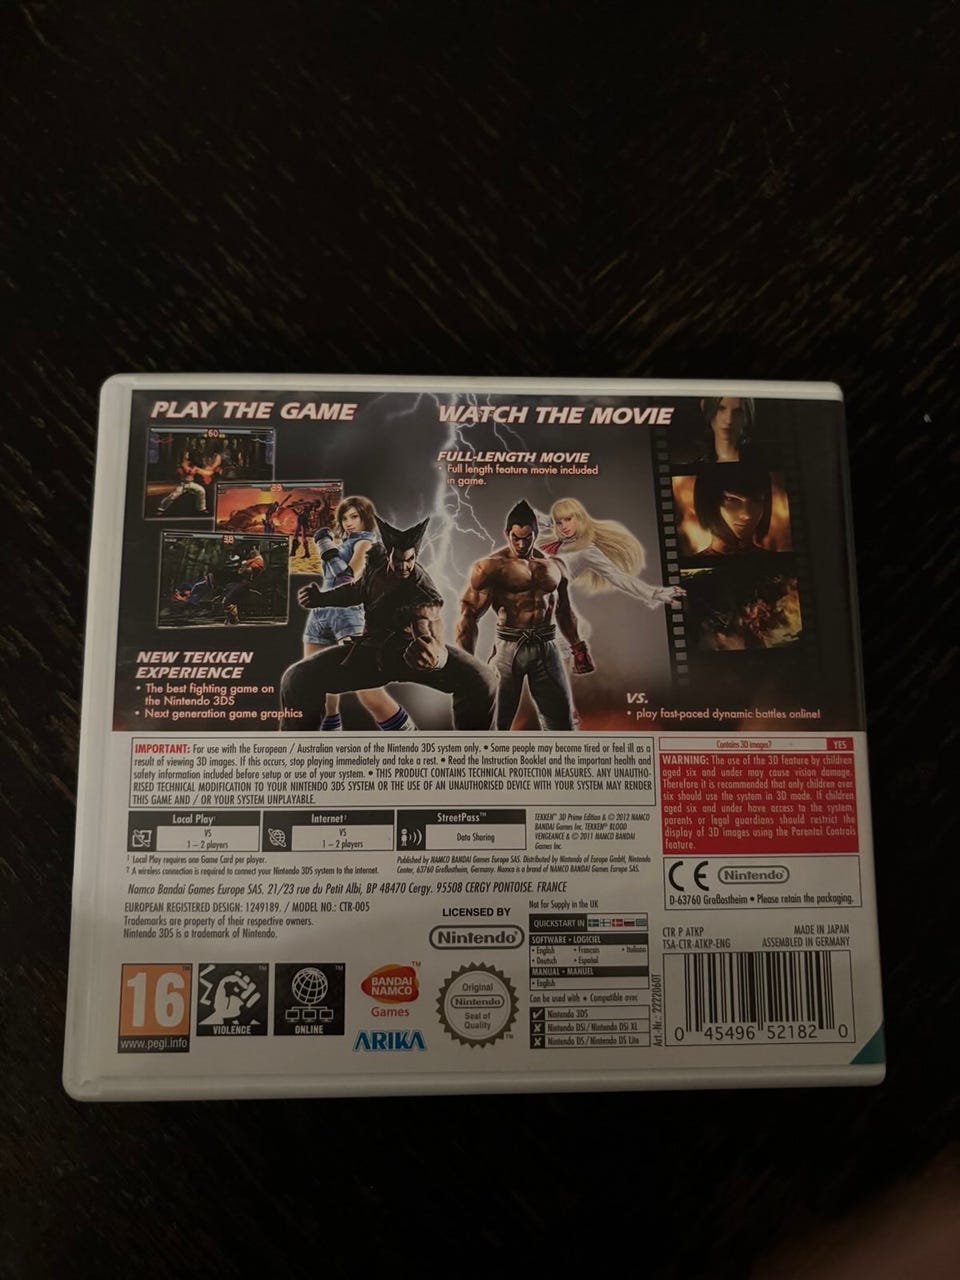 PLAY THE GAME
WATCH THE MOVIE
FULL-LENGTH MOVIE
• Full length feature movie included
in game.
60
38
NEW TEKKEN
EXPERIENCE
• The best fighting game on
the Nintendo 3DS
• Next generation game graphics
VS.
• play fast-paced dynamic battles online!
IMPORTANT: For use with the European / Australian version of the Nintendo 3DS system only. • Some people may become tired or feel ill as a
result of viewing 3D images. If this occurs, stop playing immediately and take a rest. • Read the Instruction Booklet and the important health and
safety information included before setup or use of your system. • THIS PRODUCT CONTAINS TECHNICAL PROTECTION MEASURES. ANY UNAUTHO-
RISED TECHNICAL MODIFICATION TO YOUR NINTENDO 3DS SYSTEM OR THE USE OF AN UNAUTHORISED DEVICE WITH YOUR SYSTEM MAY RENDER
THIS GAME AND / OR YOUR SYSTEM UNPLAYABLE.
Contains 3D images? YES
WARNING: The use of the 3D feature by children
aged six and under may cause vision damage.
Therefore it is recommended that only children over
six should use the system in 3D mode. If children
aged six and under have access to the system,
parents or legal guardians should restrict the
display of 3D images using the Parental Controls
feature.
Local Play¹
VS
1 – 2 players
Internet²
VS
1 – 2 players
StreetPass™
Data Sharing
TEKKEN™ 3D Prime Edition & © 2012 NAMCO
BANDAI Games Inc. TEKKEN™ BLOOD
VENGEANCE & © 2011 NAMCO BANDAI
Games Inc.
¹ Local Play requires one Game Card per player.
² A wireless connection is required to connect your Nintendo 3DS system to the internet.
Published by NAMCO BANDAI Games Europe SAS. Distributed by Nintendo of Europe GmbH, Nintendo
Center, 63760 Großostheim, Germany. Namco is a brand of NAMCO BANDAI Games Europe SAS.
Namco Bandai Games Europe SAS. 21/23 rue du Petit Albi, BP 48470 Cergy. 95508 CERGY PONTOISE. FRANCE
EUROPEAN REGISTERED DESIGN: 1249189. / MODEL NO.: CTR-005
Trademarks are property of their respective owners.
Nintendo 3DS is a trademark of Nintendo.
LICENSED BY
Nintendo®
Not for Supply in the UK
QUICKSTART IN
SOFTWARE • LOGICIEL
• English • Français • Italiano
• Deutsch • Español
MANUAL • MANUEL
• English
Can be used with • Compatible avec
Nintendo 3DS
Nintendo DSi / Nintendo DSi XL
Nintendo DS / Nintendo DS Lite
Art.-Nr.: 2222060T
CE Nintendo®
D-63760 Großostheim • Please retain the packaging.
CTR P ATKP
TSA-CTR-ATKP-ENG
MADE IN JAPAN
ASSEMBLED IN GERMANY
0 45496 52182 0
16
www.pegi.info
VIOLENCE
ONLINE
TM
BANDAI
NAMCO
Games
ARIKA
Original
Nintendo
Seal of
Quality
TM